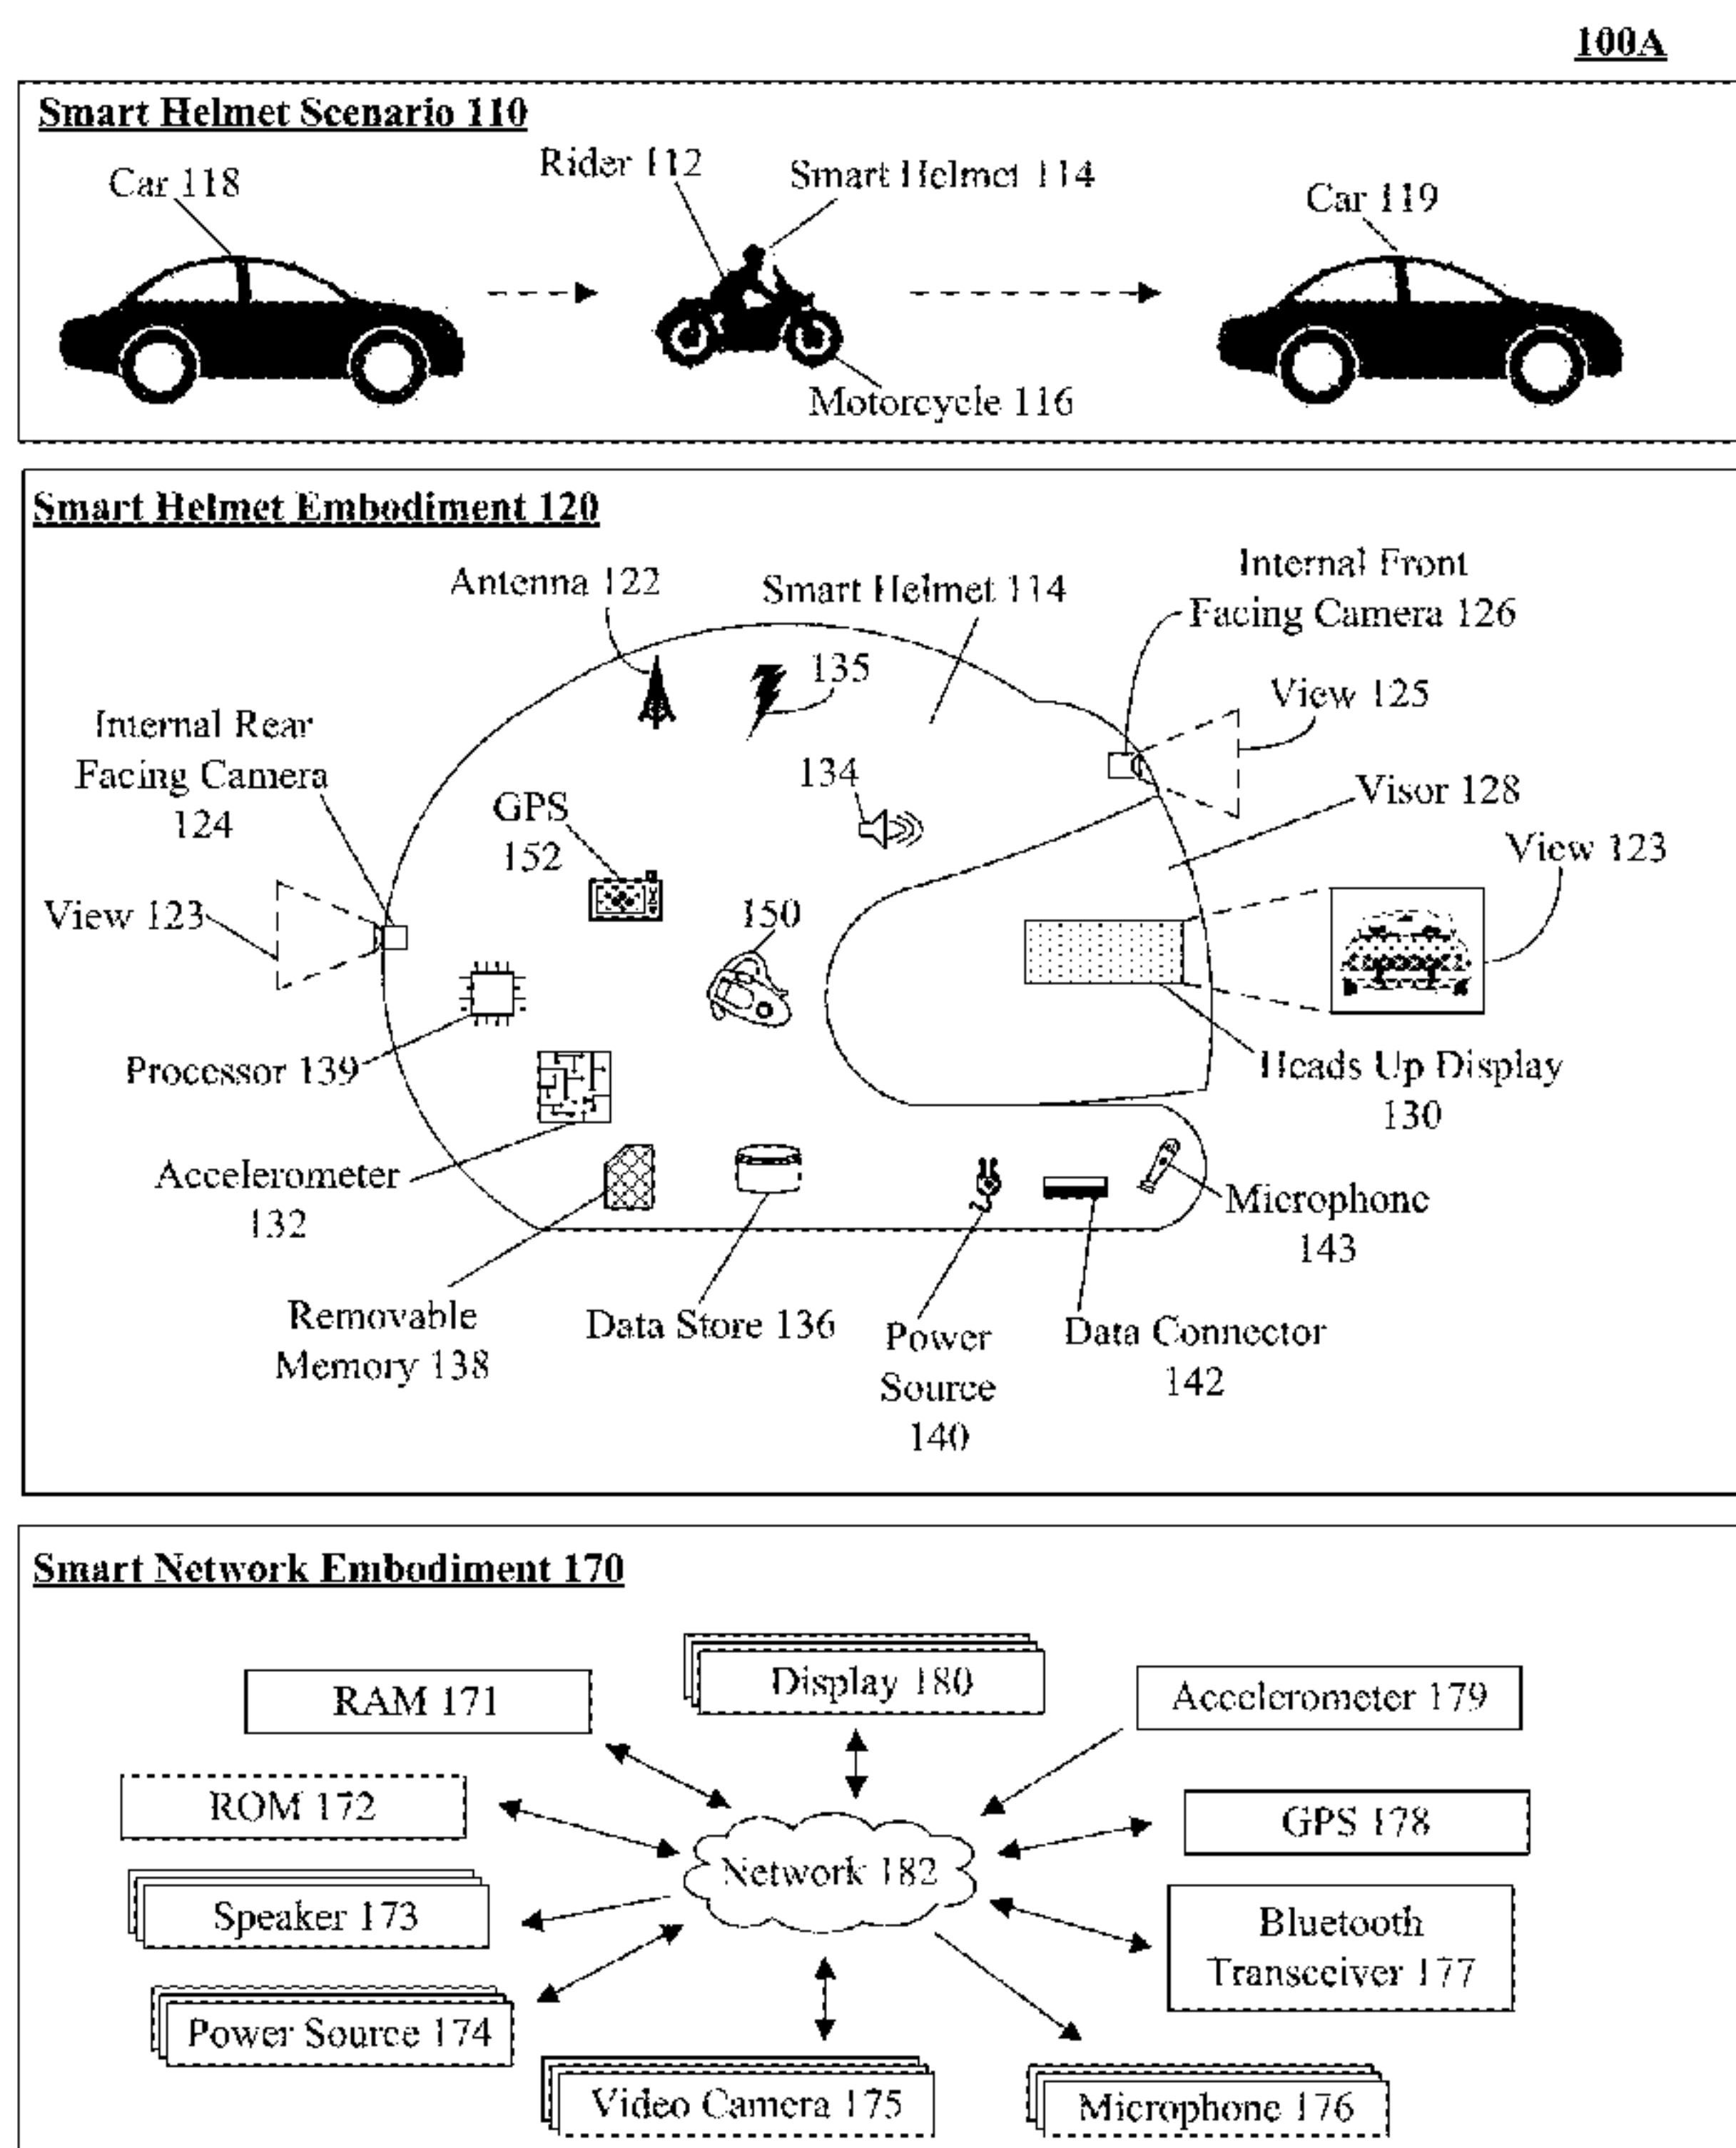 100A
Smart Helmet Scenario 110
Car 118
Rider 112
Smart Helmet 114
Car 119
Motorcycle 116
Smart Helmet Embodiment 120
Antenna 122
Smart Helmet 114
Internal Front
Facing Camera 126
135
View 125
Internal Rear
Facing Camera
124
134
Visor 128
GPS
152
View 123
View 123
150
Processor 139
Heads Up Display
130
Accelerometer
132
Microphone
143
Removable
Memory 138
Data Store 136
Power
Source
140
Data Connector
142
Smart Network Embodiment 170
Display 180
RAM 171
Accelerometer 179
ROM 172
GPS 178
Network 182
Speaker 173
Bluetooth
Transceiver 177
Power Source 174
Video Camera 175
Microphone 176